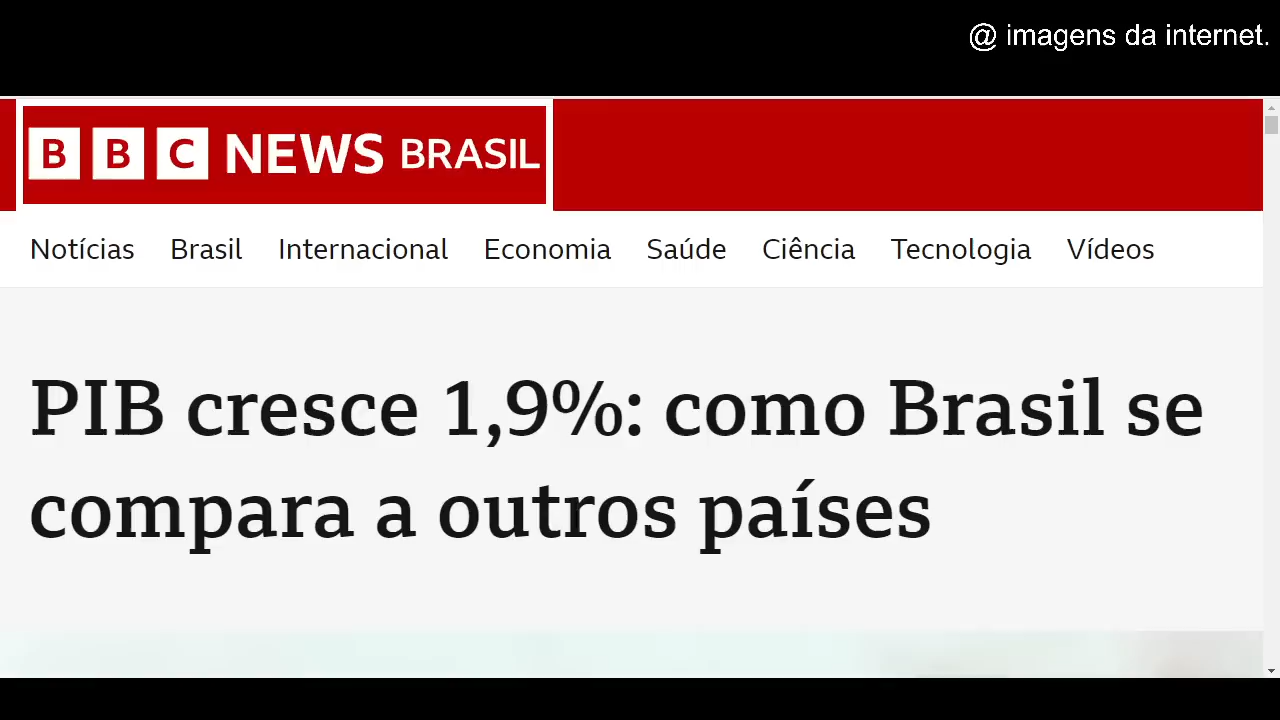 @ imagens da internet.
BBC NEWS BRASIL
Notícias Brasil Internacional Economia Saúde Ciência Tecnologia Vídeos
PIB cresce 1,9%: como Brasil se
compara a outros países